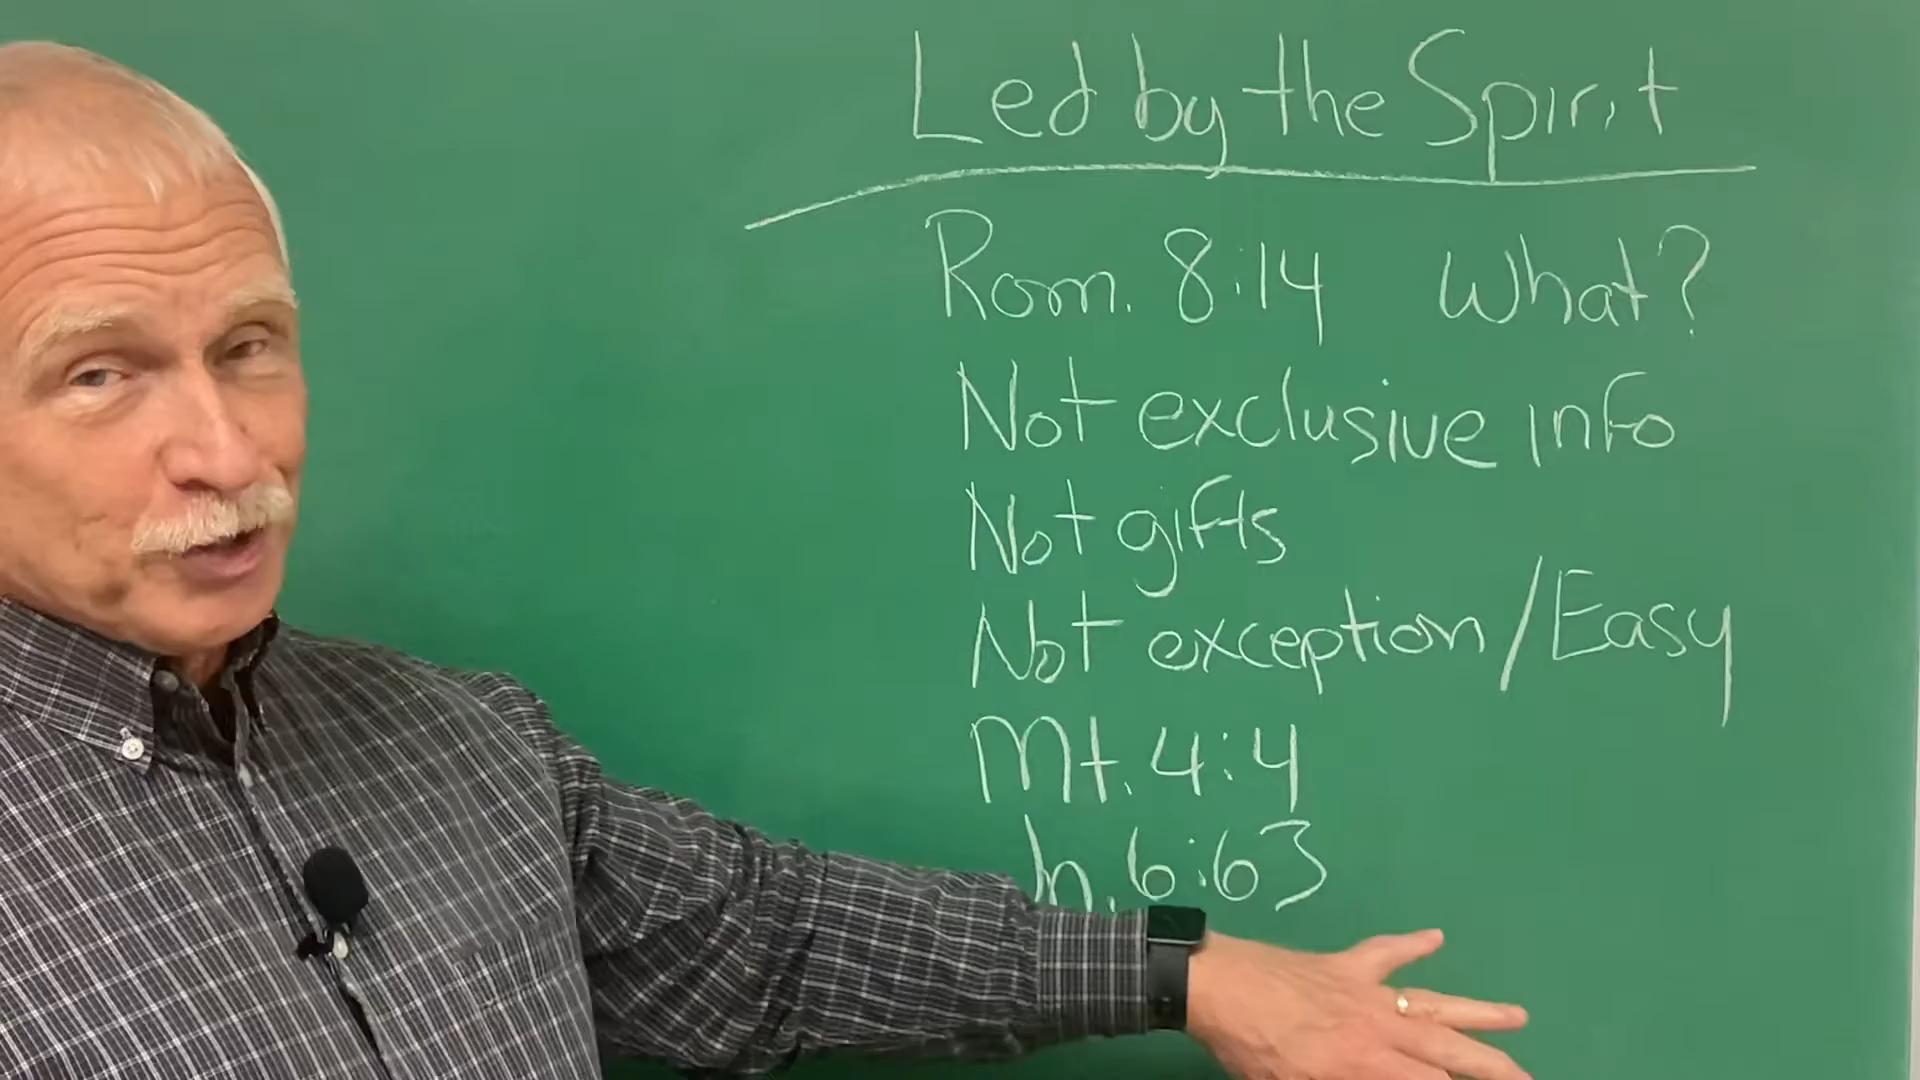 Led by the Spirit
Rom. 8:14 What?
Not exclusive info
Not gifts
Not exception/Easy
Mt. 4:4
Jn. 6:63